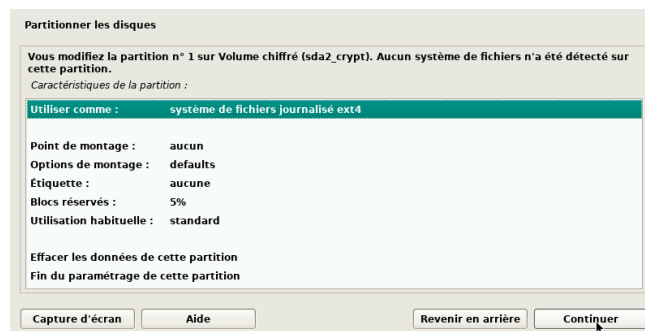 Partitionner les disques
Vous modifiez la partition n° 1 sur Volume chiffré (sda2_crypt). Aucun système de fichiers n'a été détecté sur
cette partition.
Caractéristiques de la partition :
Utiliser comme : système de fichiers journalisé ext4
Point de montage : aucun
Options de montage : defaults
Étiquette : aucune
Blocs réservés : 5%
Utilisation habituelle : standard
Effacer les données de cette partition
Fin du paramétrage de cette partition
Capture d'écran Aide Revenir en arrière Continuer